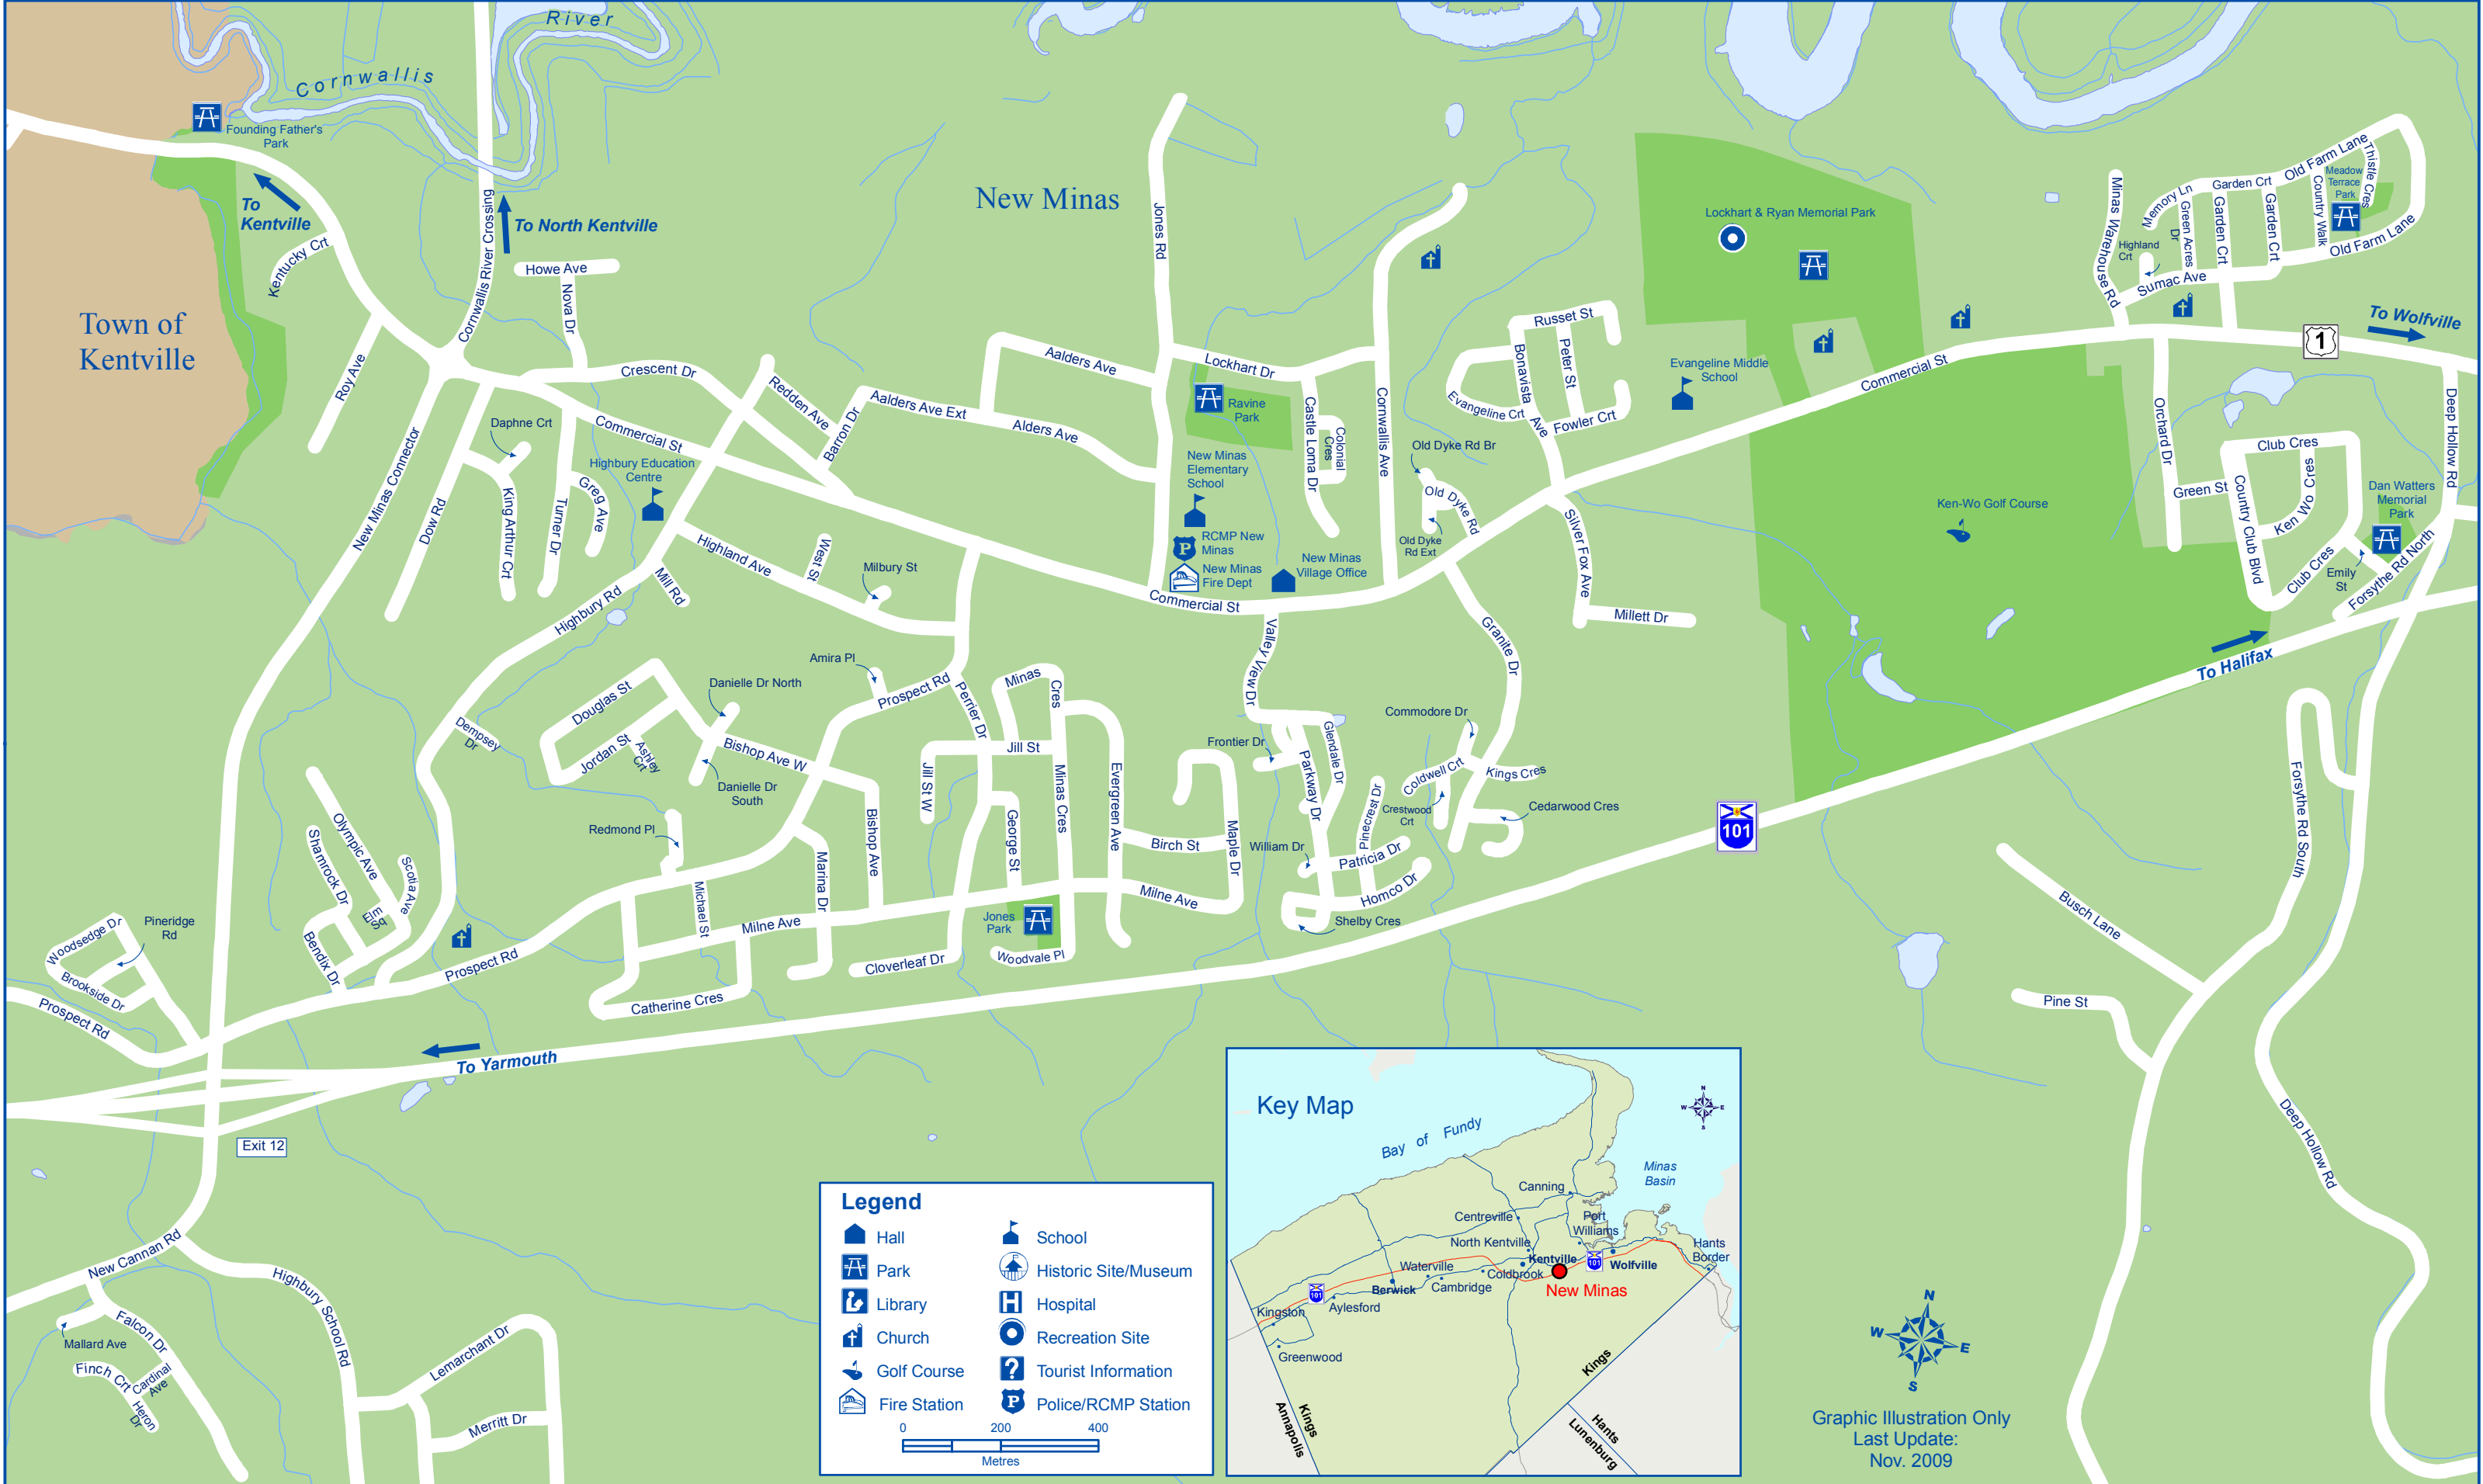 River
Cornwallis
Founding Father's
Park
To
Kentville
To North Kentville
New Minas
Town of
Kentville
Kentucky Crt
Cornwallis River Crossing
Howe Ave
Nova Dr
Roy Ave
Crescent Dr
Redden Ave
Barron Dr
Aalders Ave Ext
Aalders Ave
Alders Ave
Jones Rd
Lockhart Dr
Ravine
Park
Castle Loma Dr
Colonial
Cres
Cornwallis Ave
Lockhart & Ryan Memorial Park
Russet St
Peter St
Bonavista
Ave
Evangeline Crt
Fowler Crt
Evangeline Middle
School
Commercial St
Minas Warehouse Rd
Memory Ln
Green Acres
Dr
Garden Crt
Garden Crt
Garden Crt
Old Farm Lane
Country Walk
Thistle Cres
Meadow
Terrace
Park
Old Farm Lane
Highland
Crt
Sumac Ave
To Wolfville
1
Deep Hollow Rd
Orchard Dr
Green St
Club Cres
Ken Wo Cres
Country Club Blvd
Club Cres
Emily
St
Dan Watters
Memorial
Park
Forsythe Rd North
Ken-Wo Golf Course
To Halifax
Daphne Crt
Commercial St
Highbury Education
Centre
New Minas Connector
Dow Rd
King Arthur Crt
Turner Dr
Greg Ave
Highland Ave
West St
Milbury St
Mill Rd
Highbury Rd
New Minas
Elementary
School
RCMP New
Minas
New Minas
Fire Dept
New Minas
Village Office
Commercial St
Old Dyke Rd Br
Old Dyke Rd
Old Dyke
Rd Ext
Silver Fox Ave
Millett Dr
Granite Dr
Valley View Dr
Amira Pl
Prospect Rd
Perrier Dr
Minas
Cres
Danielle Dr North
Douglas St
Jordan St
Ashley
Crt
Bishop Ave W
Danielle Dr
South
Dempsey
Dr
Jill St
Jill St W
George St
Minas Cres
Evergreen Ave
Birch St
Maple Dr
Frontier Dr
Parkway Dr
Glendale Dr
Commodore Dr
Coldwell Crt
Kings Cres
Crestwood
Crt
Cedarwood Cres
Pinecrest Dr
William Dr
Patricia Dr
Homco Dr
Shelby Cres
101
Redmond Pl
Bishop Ave
Marina Dr
Michael St
Milne Ave
Milne Ave
Jones
Park
Woodvale Pl
Cloverleaf Dr
Catherine Cres
Olympic Ave
Shamrock Dr
Scotia Ave
Elm
Sq
Bendix Dr
Prospect Rd
Woodsedge Dr
Pineridge
Rd
Brookside Dr
Prospect Rd
To Yarmouth
Exit 12
Forsythe Rd South
Busch Lane
Pine St
Deep Hollow Rd
New Cannan Rd
Highbury School Rd
Mallard Ave
Falcon Dr
Finch Crt
Cardinal
Ave
Heron
Dr
Lemarchant Dr
Merritt Dr
Legend
Hall
Park
Library
Church
Golf Course
Fire Station
School
Historic Site/Museum
H Hospital
Recreation Site
? Tourist Information
P Police/RCMP Station
0 200 400
Metres
Key Map
Bay of Fundy
Minas
Basin
N
W E
S
Canning
Centreville
Port
Williams
North Kentville
Kentville
101
Wolfville
Hants
Border
Waterville
Coldbrook
Berwick
Cambridge
New Minas
101
Kingston
Aylesford
Greenwood
Kings
Annapolis
Kings
Hants
Lunenburg
N
W E
S
Graphic Illustration Only
Last Update:
Nov. 2009